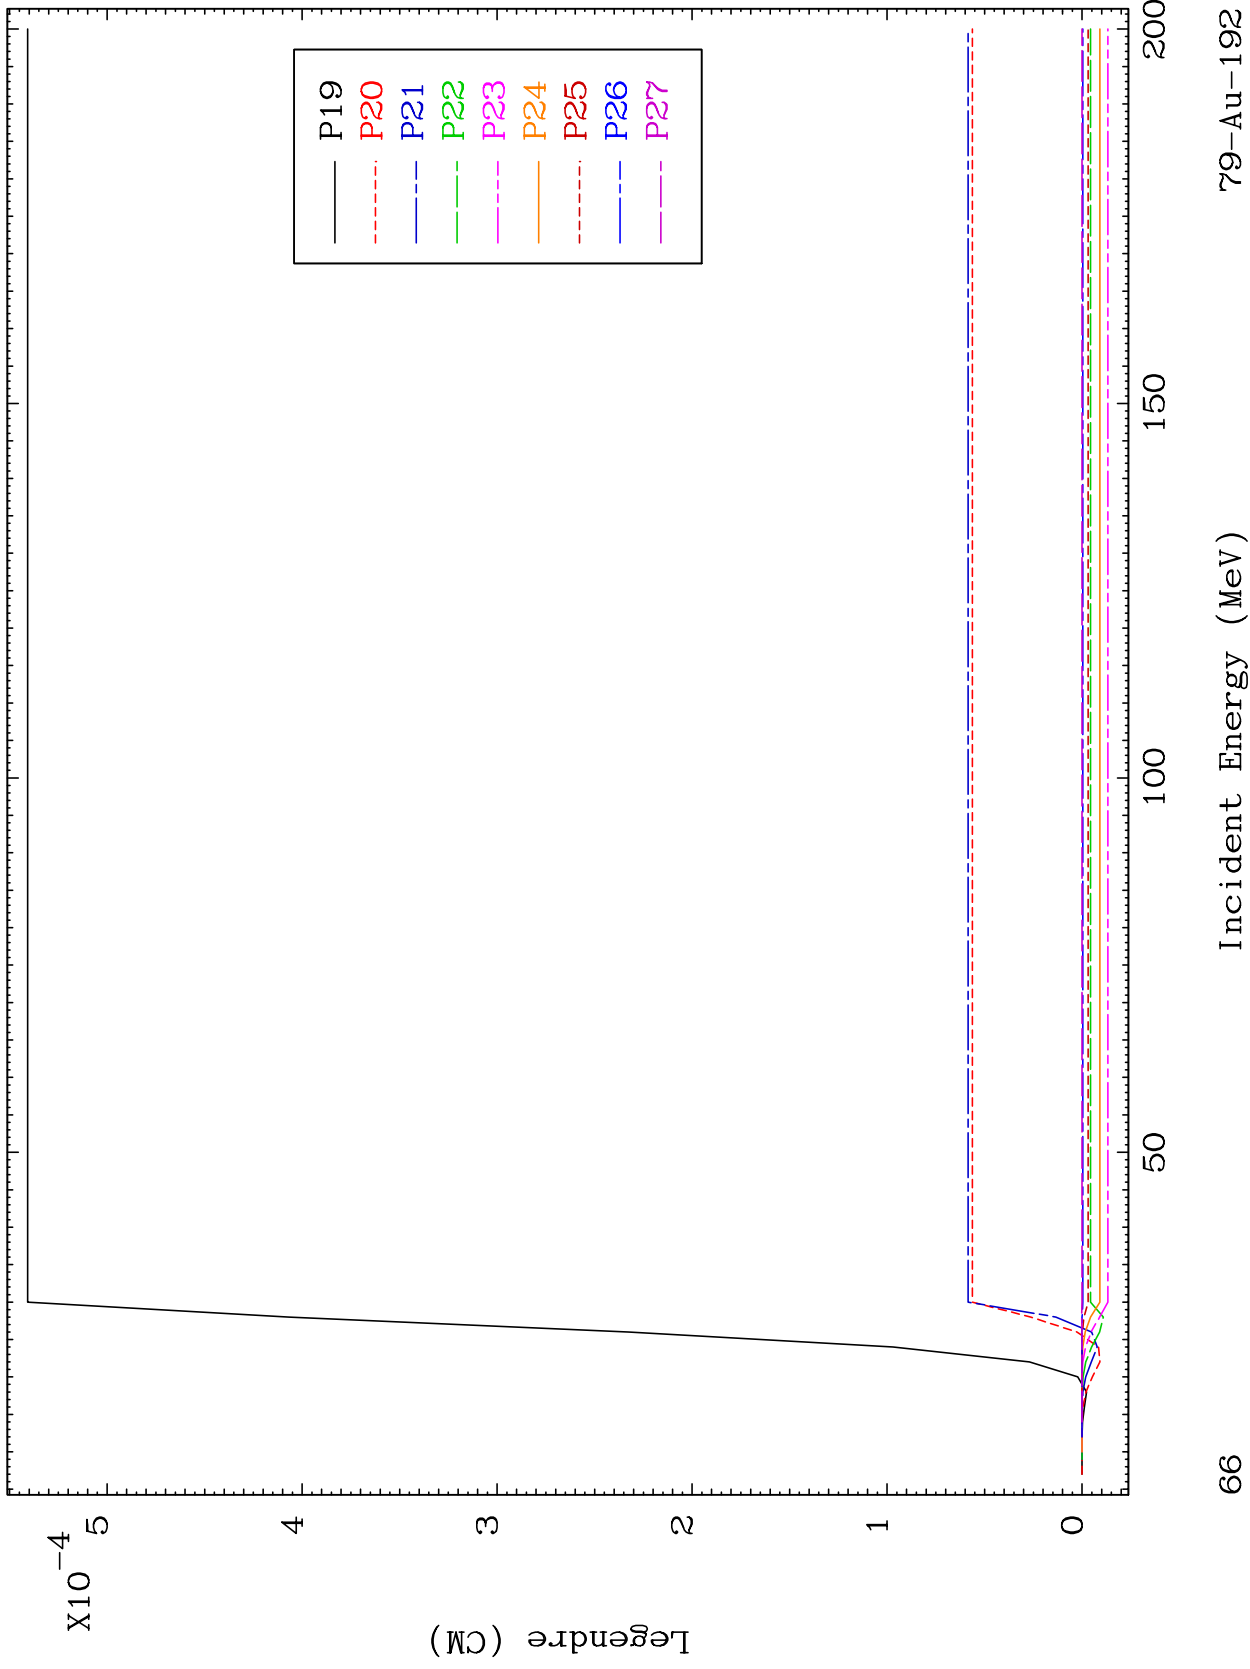 X10-4
5
4
3
2
1
0
Legendre (CM)
P19
P20
P21
P22
P23
P24
P25
P26
P27
50
100
150
200
Incident Energy (MeV)
66
79-Au-192